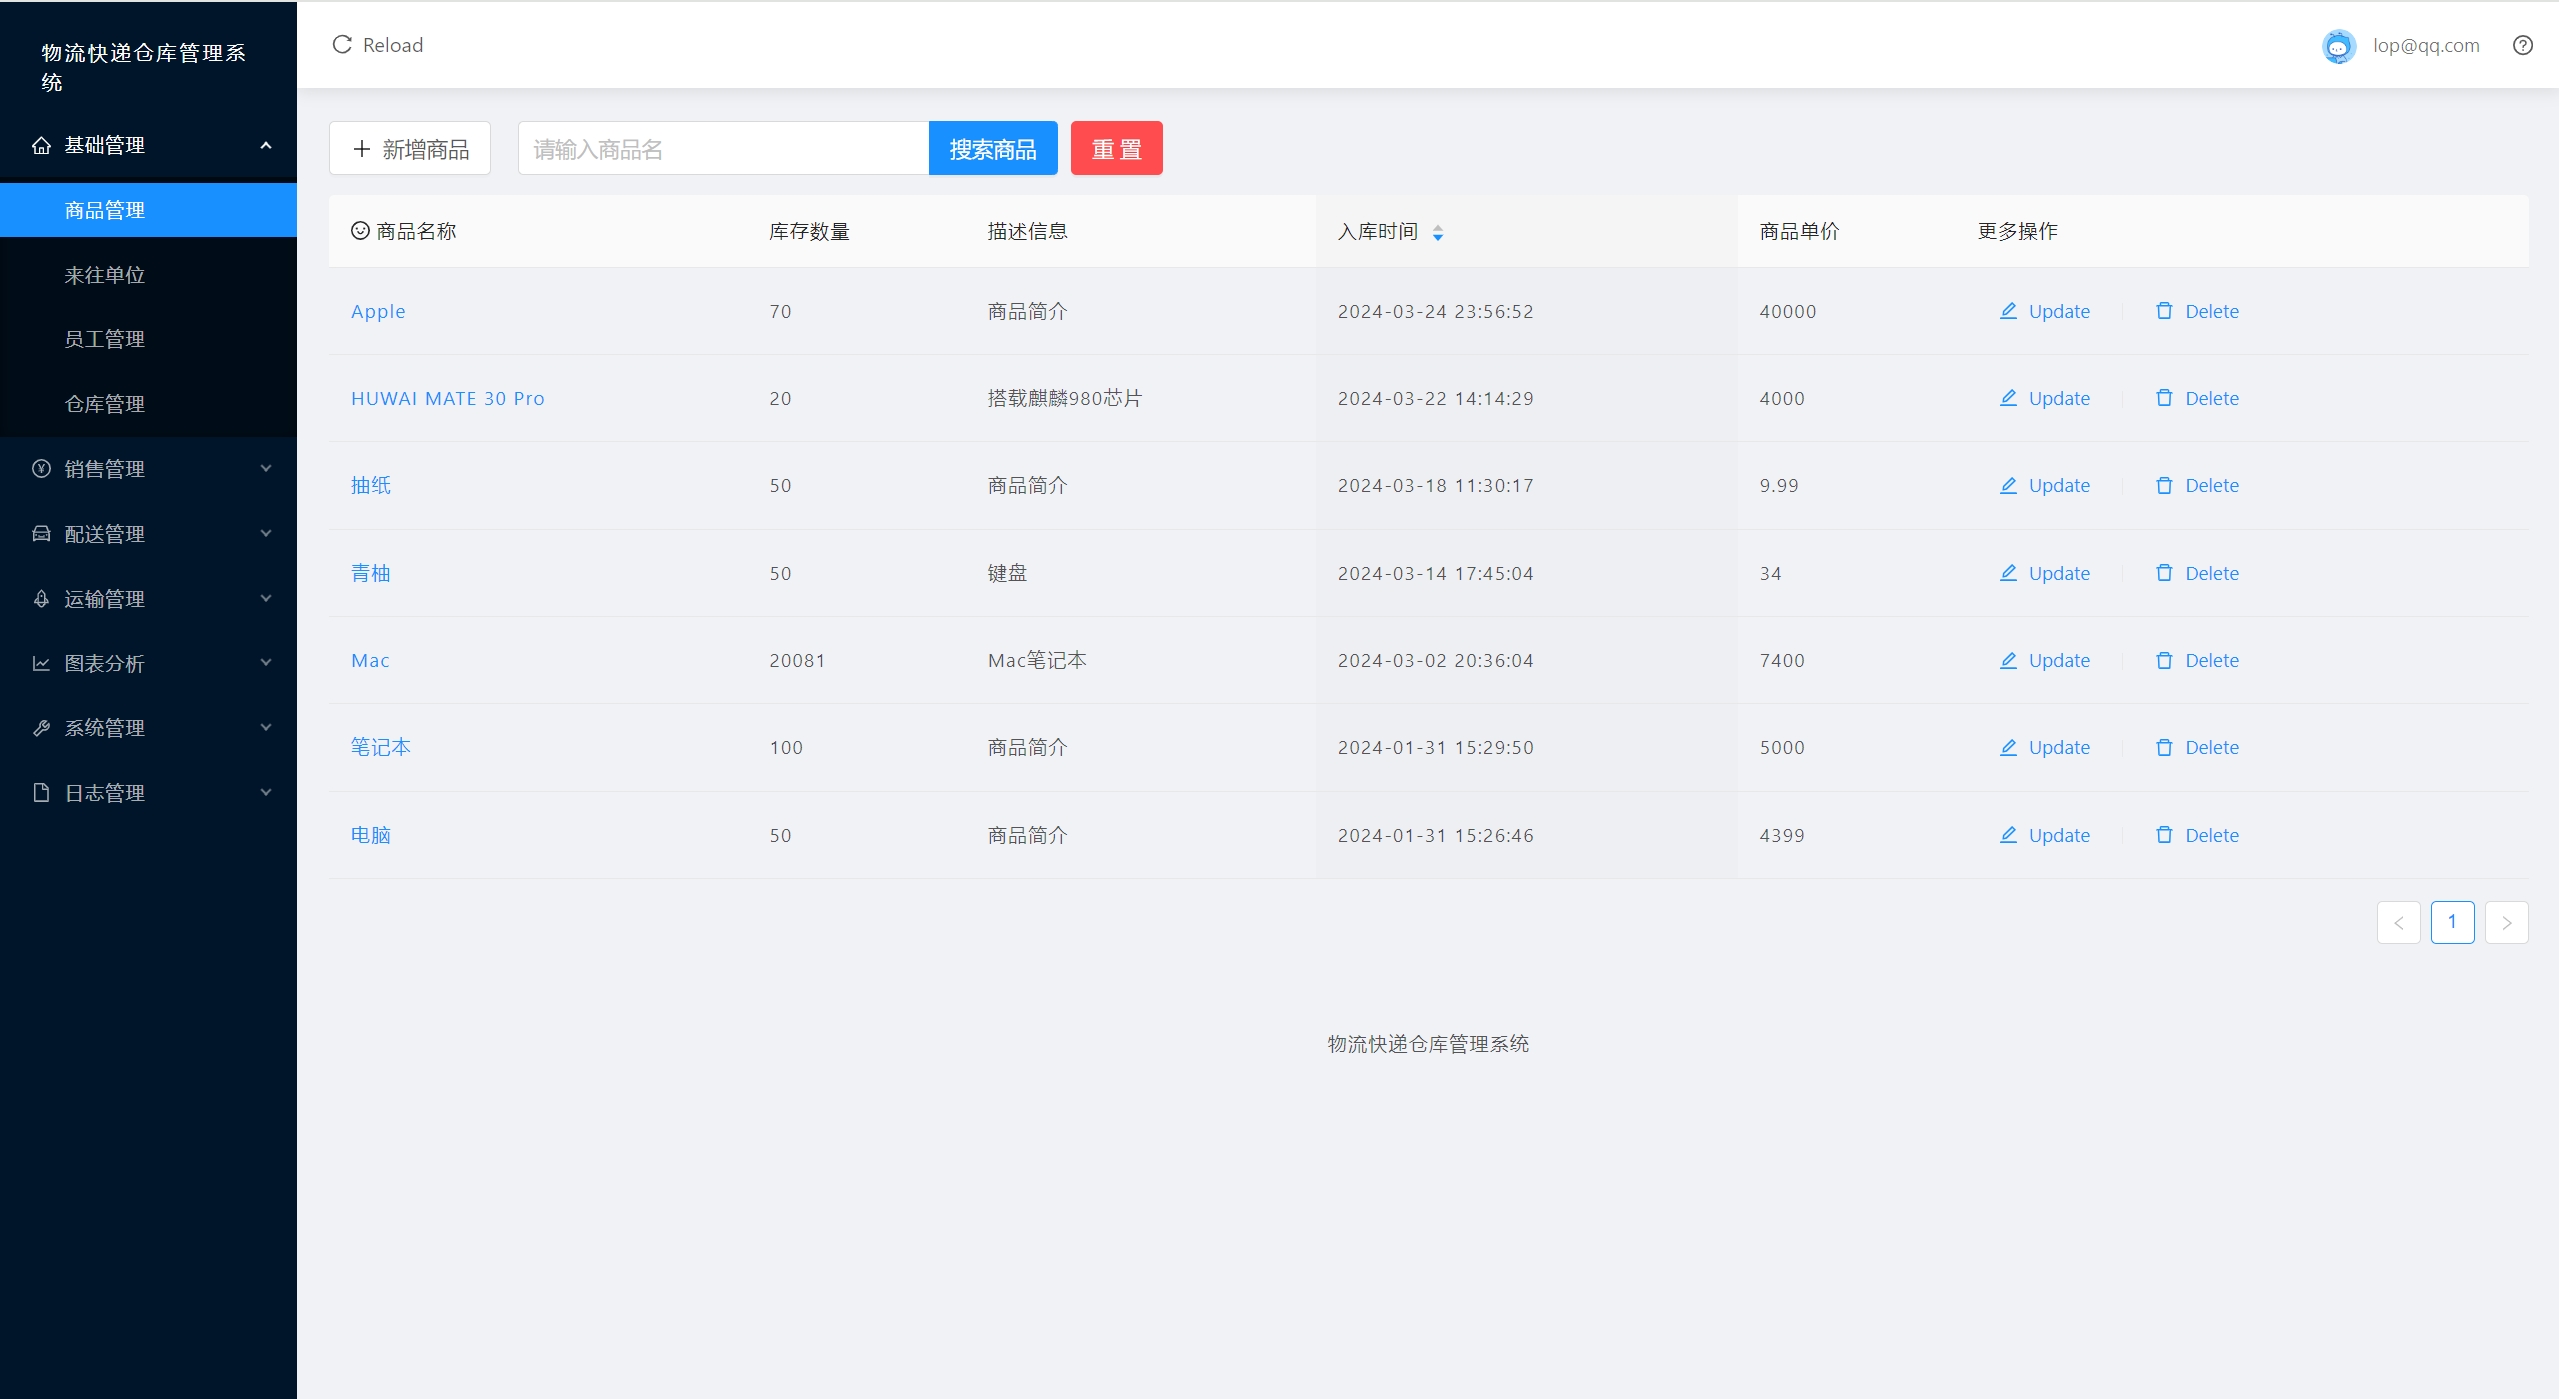 物流快递仓库管理系
统
基础管理
商品管理
来往单位
员工管理
仓库管理
销售管理
配送管理
运输管理
图表分析
系统管理
日志管理
Reload
lop@qq.com
新增商品 请输入商品名 搜索商品 重 置
商品名称 库存数量 描述信息 入库时间 商品单价 更多操作
Apple 70 商品简介 2024-03-24 23:56:52 40000 Update Delete
HUWAI MATE 30 Pro 20 搭载麒麟980芯片 2024-03-22 14:14:29 4000 Update Delete
抽纸 50 商品简介 2024-03-18 11:30:17 9.99 Update Delete
青柚 50 键盘 2024-03-14 17:45:04 34 Update Delete
Mac 20081 Mac笔记本 2024-03-02 20:36:04 7400 Update Delete
笔记本 100 商品简介 2024-01-31 15:29:50 5000 Update Delete
电脑 50 商品简介 2024-01-31 15:26:46 4399 Update Delete
1
物流快递仓库管理系统